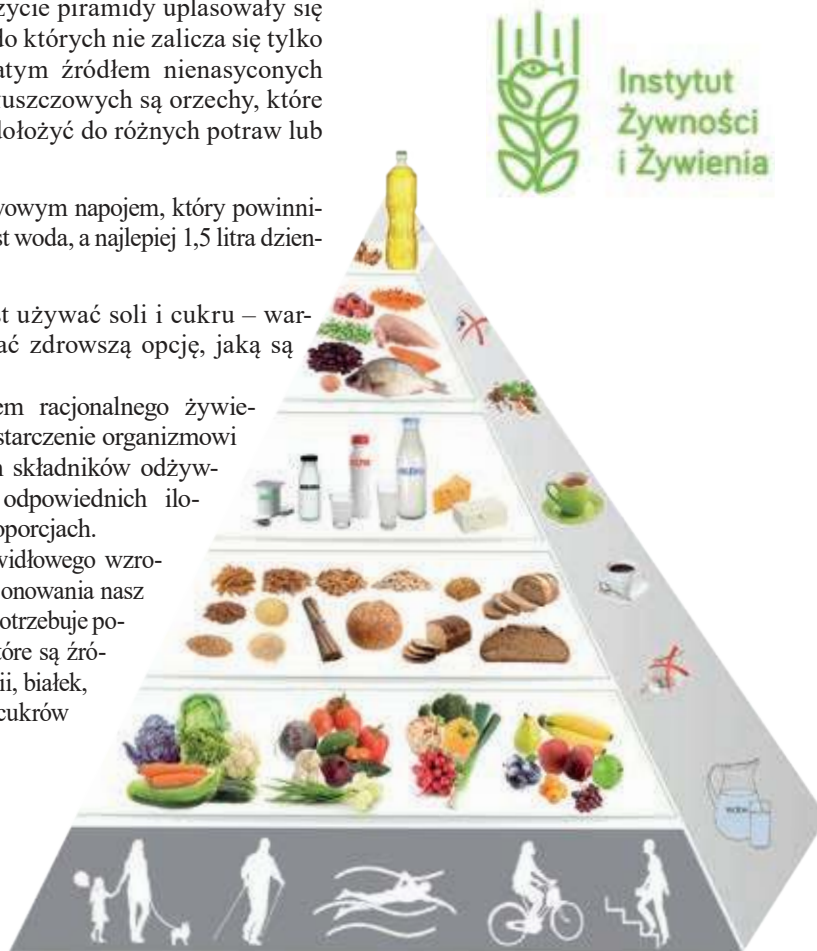 życie piramidy uplasowały się
do których nie zalicza się tylko
atym źródłem nienasyconych
uszczowych są orzechy, które
dołożyć do różnych potraw lub
wowym napojem, który powinni-
st woda, a najlepiej 1,5 litra dzien-
st używać soli i cukru – war-
ać zdrowszą opcję, jaką są
em racjonalnego żywie-
starczenie organizmowi
składników odżyw-
odpowiednich ilo-
oporcjach.
widłowego wzro-
onowania nasz
otrzebuje po-
tóre są źró-
ii, białek,
cukrów
Instytut
Żywności
i Żywienia